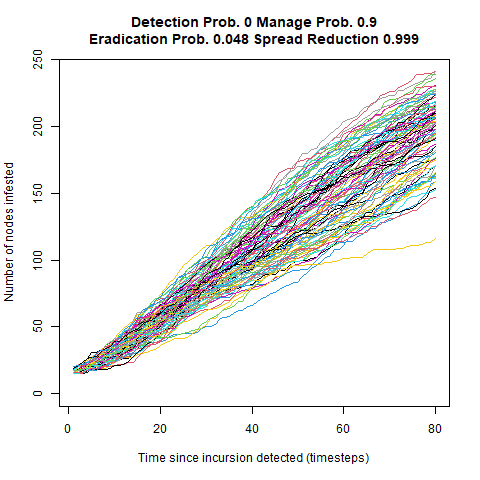 Detection Prob. 0 Manage Prob. 0.9
Eradication Prob. 0.048 Spread Reduction 0.999
Number of nodes infested
250
200
150
100
50
0
0 20 40 60 80
Time since incursion detected (timesteps)